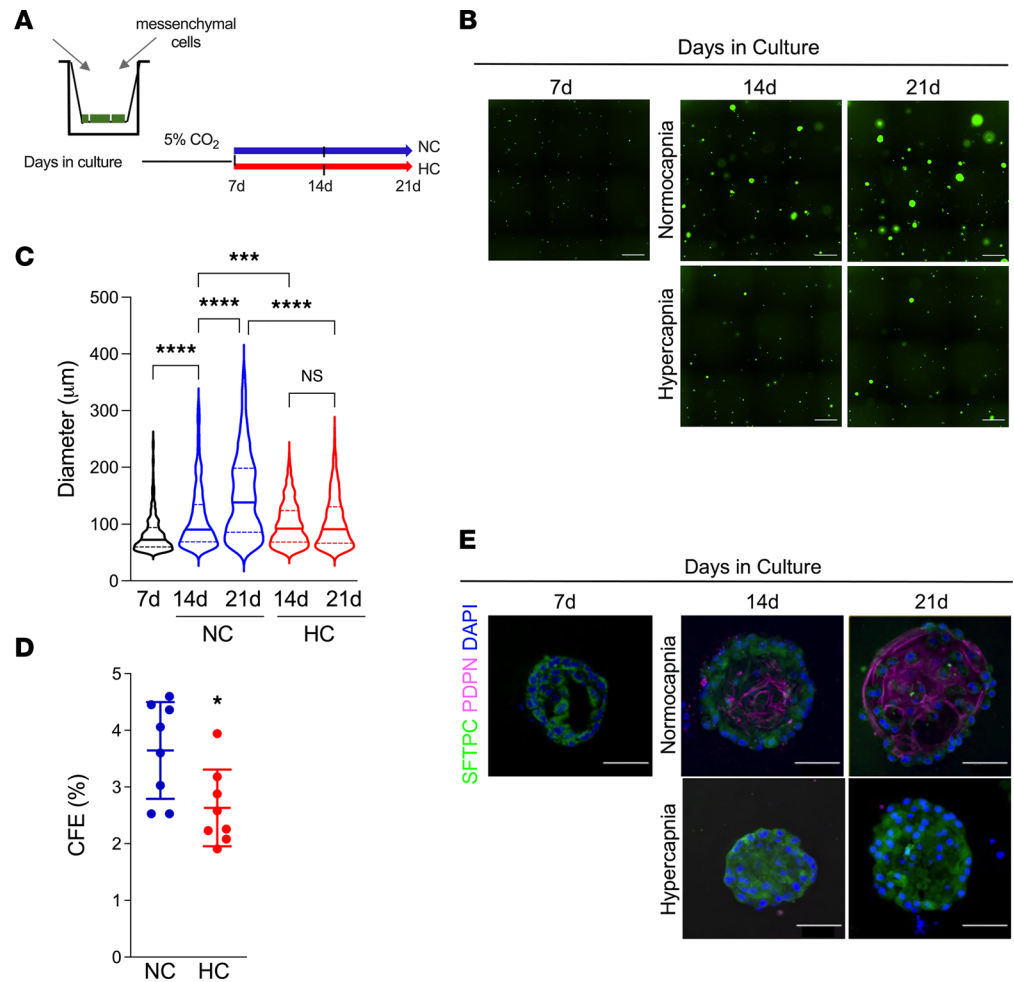 A
messenchymal
cells
5% CO2
Days in culture
NC
HC
7d
14d
21d
B
Days in Culture
7d
14d
21d
Normocapnia
Hypercapnia
C
Diameter (μm)
500
400
300
200
100
0
***
****
****
****
NS
7d
14d
21d
14d
21d
NC
HC
D
CFE (%)
5
4
3
2
1
0
*
NC
HC
E
Days in Culture
7d
14d
21d
SFTPC PDPN DAPI
Normocapnia
Hypercapnia